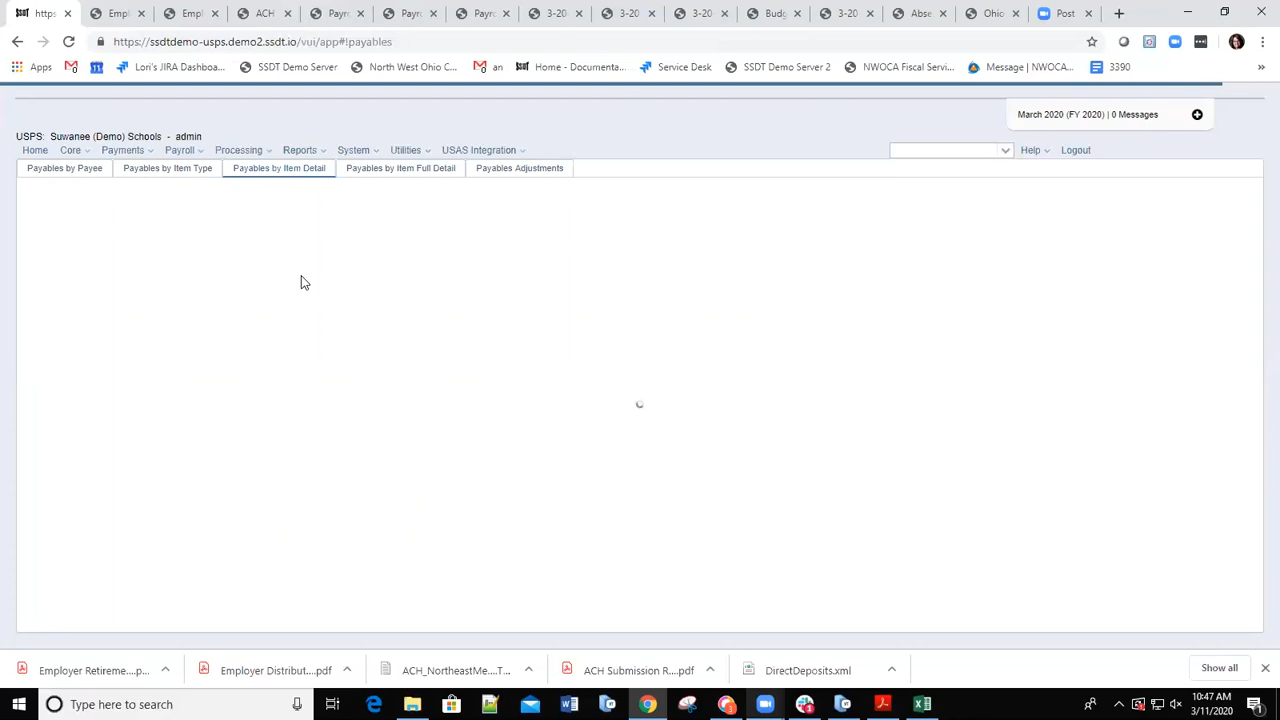 https
Empl
Empl
ACH
Payro
Payro
Payro
3-20
3-20
3-20
Budg
3-20
Abse
Ohio
Post
https://ssdtdemo-usps.demo2.ssdt.io/vui/app#!payables
Apps
Lori's JIRA Dashboa...
SSDT Demo Server
North West Ohio C...
an
Home - Documenta...
Service Desk
SSDT Demo Server 2
NWOCA Fiscal Servi...
Message | NWOCA...
3390
»
March 2020 (FY 2020) | 0 Messages
USPS: Suwanee (Demo) Schools - admin
Home Core Payments Payroll Processing Reports System Utilities USAS Integration Help Logout
Payables by Payee Payables by Item Type Payables by Item Detail Payables by Item Full Detail Payables Adjustments
Employer Retireme....p...
Employer Distribut....pdf
ACH_NortheastMe....T...
ACH Submission R....pdf
DirectDeposits.xml
Show all
Type here to search
10:47 AM
3/11/2020